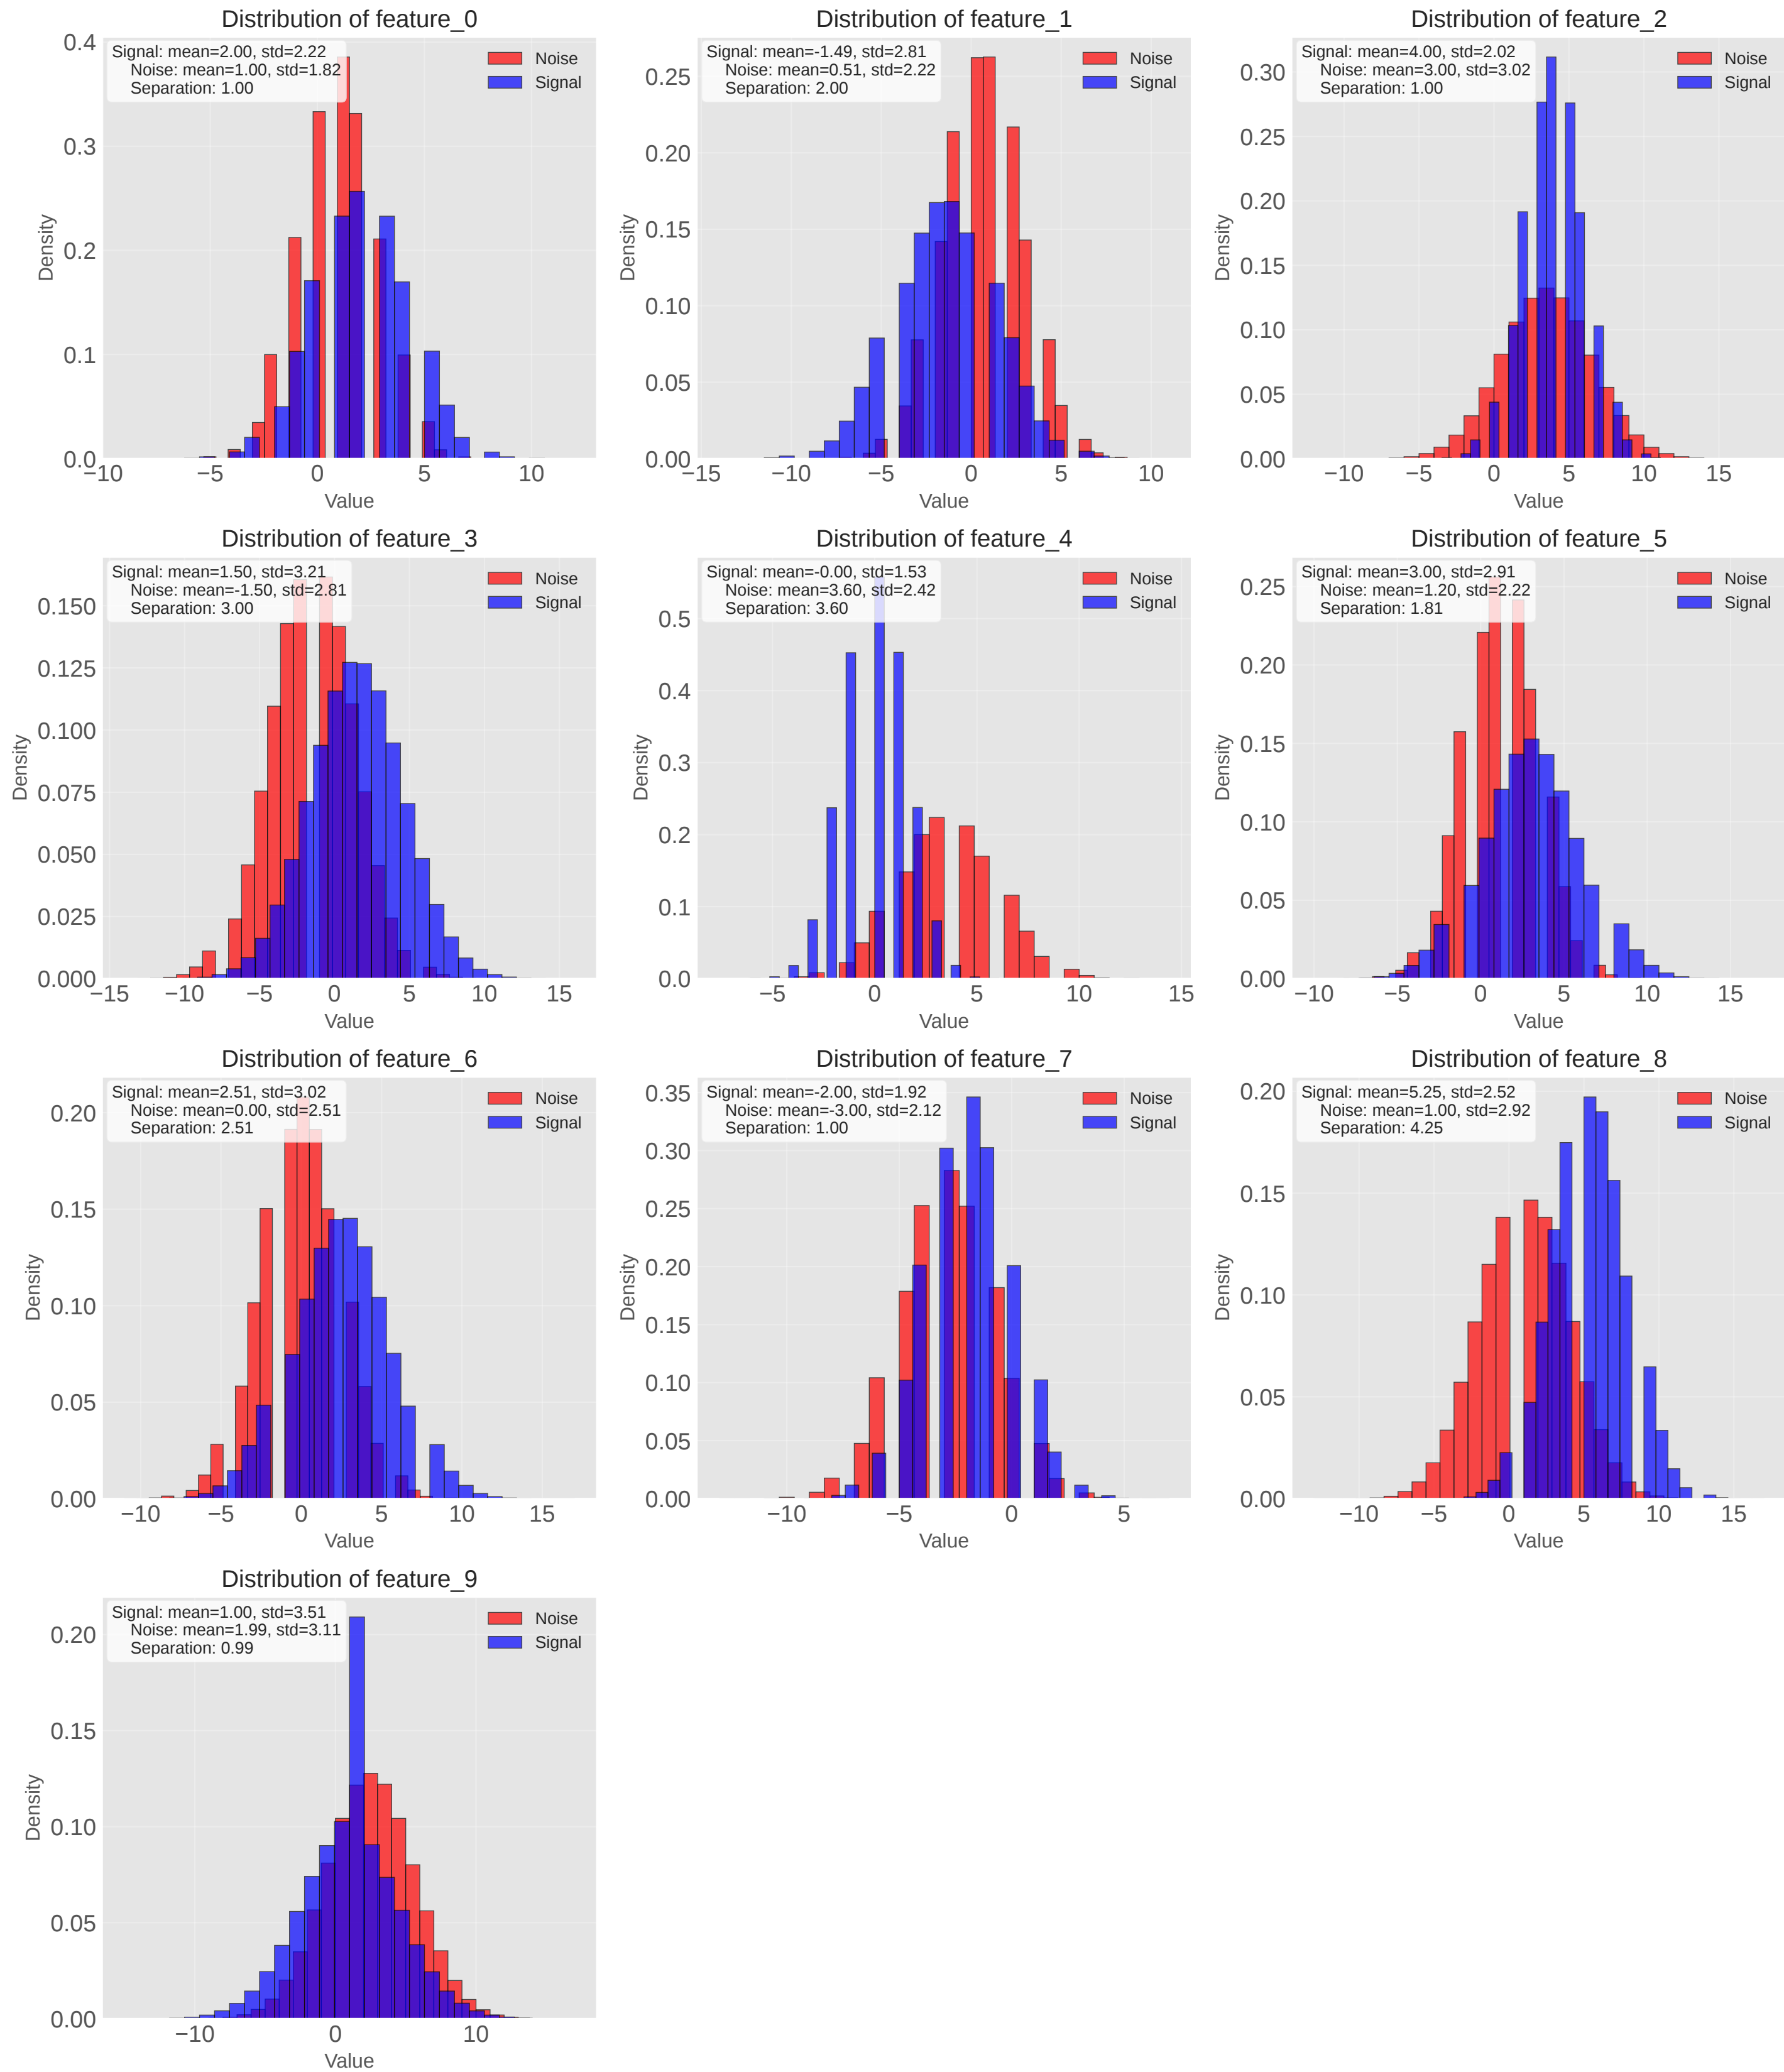 Distribution of feature_0
Signal: mean=2.00, std=2.22
Noise: mean=1.00, std=1.82
Separation: 1.00
Noise
Signal
Density
0.4
0.3
0.2
0.1
0.0
−10 −5 0 5 10
Value
Distribution of feature_1
Signal: mean=-1.49, std=2.81
Noise: mean=0.51, std=2.22
Separation: 2.00
Noise
Signal
Density
0.25
0.20
0.15
0.10
0.05
0.00
−15 −10 −5 0 5 10
Value
Distribution of feature_2
Signal: mean=4.00, std=2.02
Noise: mean=3.00, std=3.02
Separation: 1.00
Noise
Signal
Density
0.30
0.25
0.20
0.15
0.10
0.05
0.00
−10 −5 0 5 10 15
Value
Distribution of feature_3
Signal: mean=1.50, std=3.21
Noise: mean=-1.50, std=2.81
Separation: 3.00
Noise
Signal
Density
0.150
0.125
0.100
0.075
0.050
0.025
0.000
−15 −10 −5 0 5 10 15
Value
Distribution of feature_4
Signal: mean=-0.00, std=1.53
Noise: mean=3.60, std=2.42
Separation: 3.60
Noise
Signal
Density
0.5
0.4
0.3
0.2
0.1
0.0
−5 0 5 10 15
Value
Distribution of feature_5
Signal: mean=3.00, std=2.91
Noise: mean=1.20, std=2.22
Separation: 1.81
Noise
Signal
Density
0.25
0.20
0.15
0.10
0.05
0.00
−10 −5 0 5 10 15
Value
Distribution of feature_6
Signal: mean=2.51, std=3.02
Noise: mean=0.00, std=2.51
Separation: 2.51
Noise
Signal
Density
0.20
0.15
0.10
0.05
0.00
−10 −5 0 5 10 15
Value
Distribution of feature_7
Signal: mean=-2.00, std=1.92
Noise: mean=-3.00, std=2.12
Separation: 1.00
Noise
Signal
Density
0.35
0.30
0.25
0.20
0.15
0.10
0.05
0.00
−10 −5 0 5
Value
Distribution of feature_8
Signal: mean=5.25, std=2.52
Noise: mean=1.00, std=2.92
Separation: 4.25
Noise
Signal
Density
0.20
0.15
0.10
0.05
0.00
−10 −5 0 5 10 15
Value
Distribution of feature_9
Signal: mean=1.00, std=3.51
Noise: mean=1.99, std=3.11
Separation: 0.99
Noise
Signal
Density
0.20
0.15
0.10
0.05
0.00
−10 0 10
Value